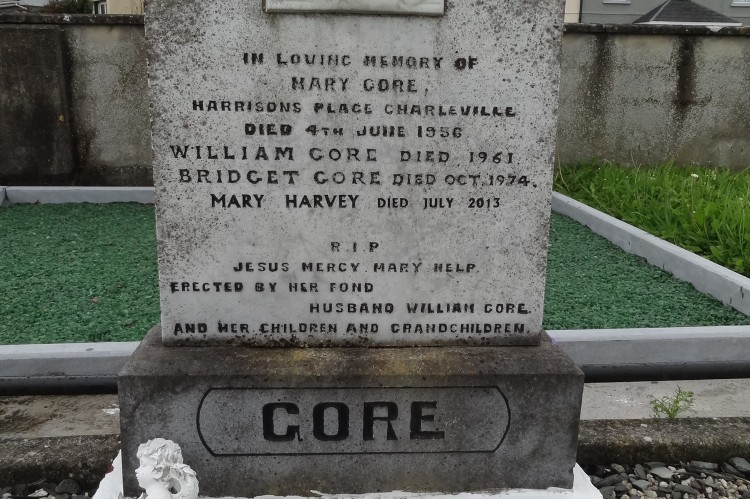 IN LOVING MEMORY OF
MARY GORE,
HARRISONS PLACE CHARLEVILLE
DIED 4TH JUNE 1956
WILLIAM GORE DIED 1961
BRIDGET GORE DIED OCT. 1974.
MARY HARVEY DIED JULY 2013
R.I.P
JESUS MERCY. MARY HELP.
ERECTED BY HER FOND
HUSBAND WILLIAM GORE.
AND HER CHILDREN AND GRANDCHILDREN.
GORE